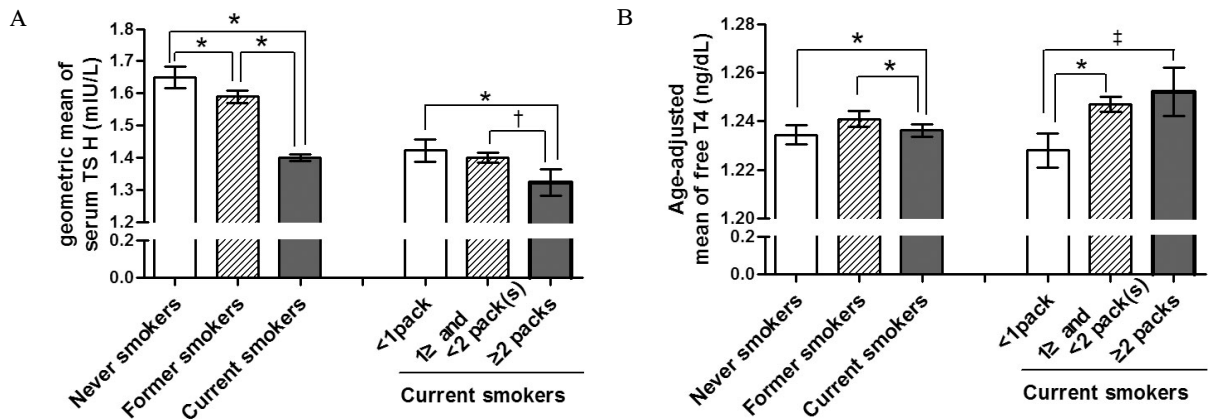 A
geometric mean of
serum TS H (mIU/L)
1.8
1.7
1.6
1.5
1.4
1.3
1.2
0.2
0.0
*
*
*
*
†
Never smokers
Former smokers
Current smokers
<1pack
1≥ and
<2 pack(s)
≥2 packs
Current smokers
B
Age-adjusted
mean of free T4 (ng/dL)
1.28
1.26
1.24
1.22
1.20
0.2
0.0
*
*
‡
*
Never smokers
Former smokers
Current smokers
<1pack
1≥ and
<2 pack(s)
≥2 packs
Current smokers